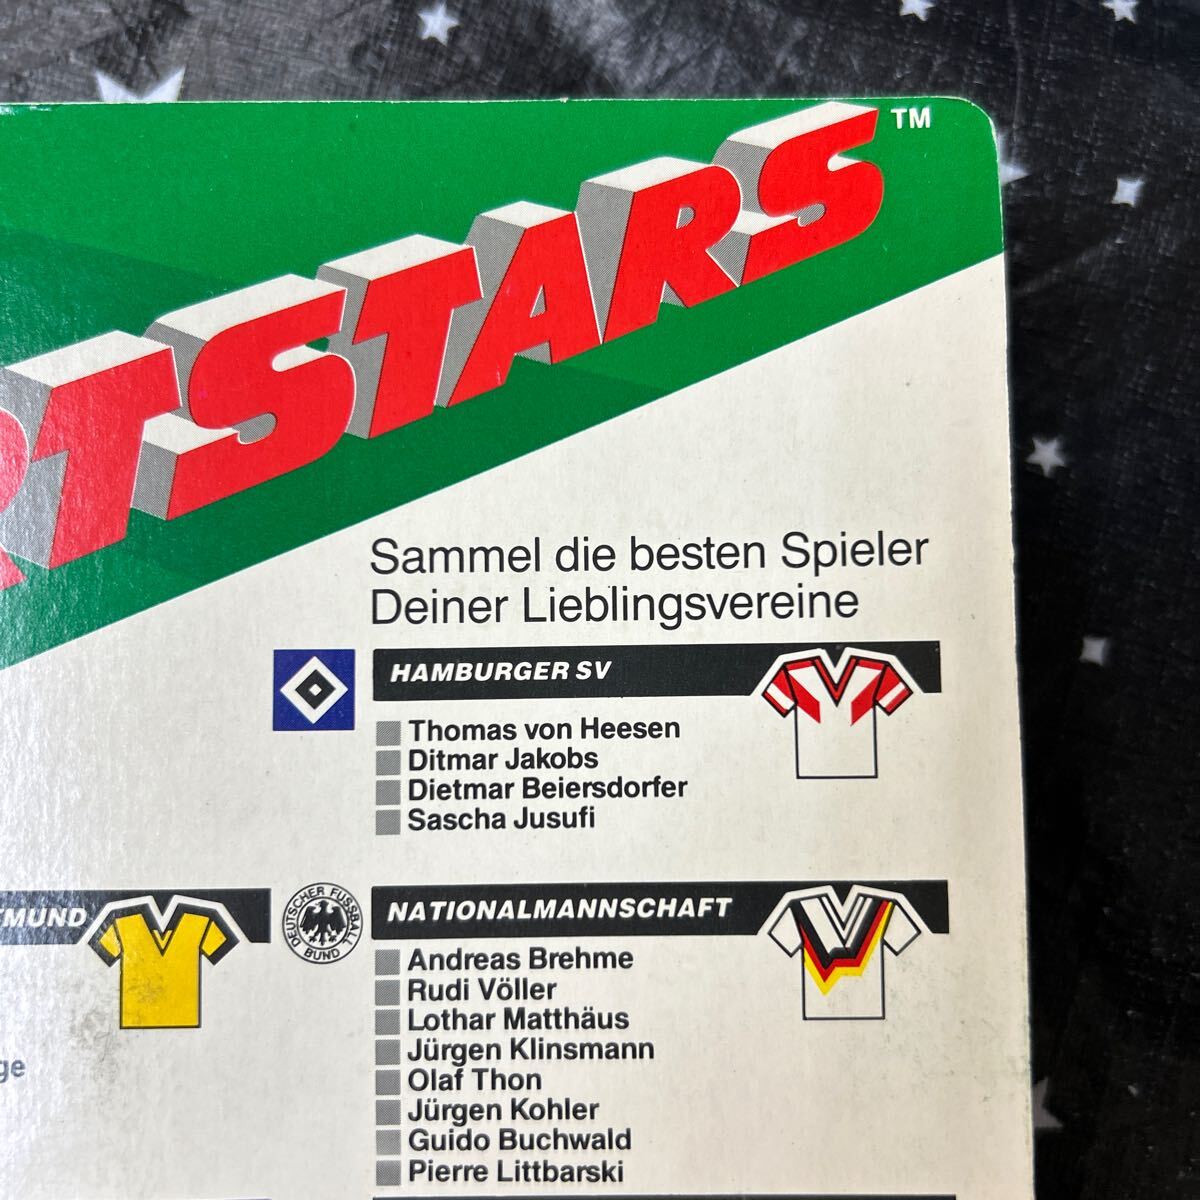 RTSTARS™
Sammel die besten Spieler
Deiner Lieblingsvereine
HAMBURGER SV
Thomas von Heesen
Ditmar Jakobs
Dietmar Beiersdorfer
Sascha Jusufi
TMUND
DEUTSCHER FUSSBALL BUND
NATIONALMANNSCHAFT
Andreas Brehme
Rudi Völler
Lothar Matthäus
Jürgen Klinsmann
Olaf Thon
Jürgen Kohler
Guido Buchwald
Pierre Littbarski
ge